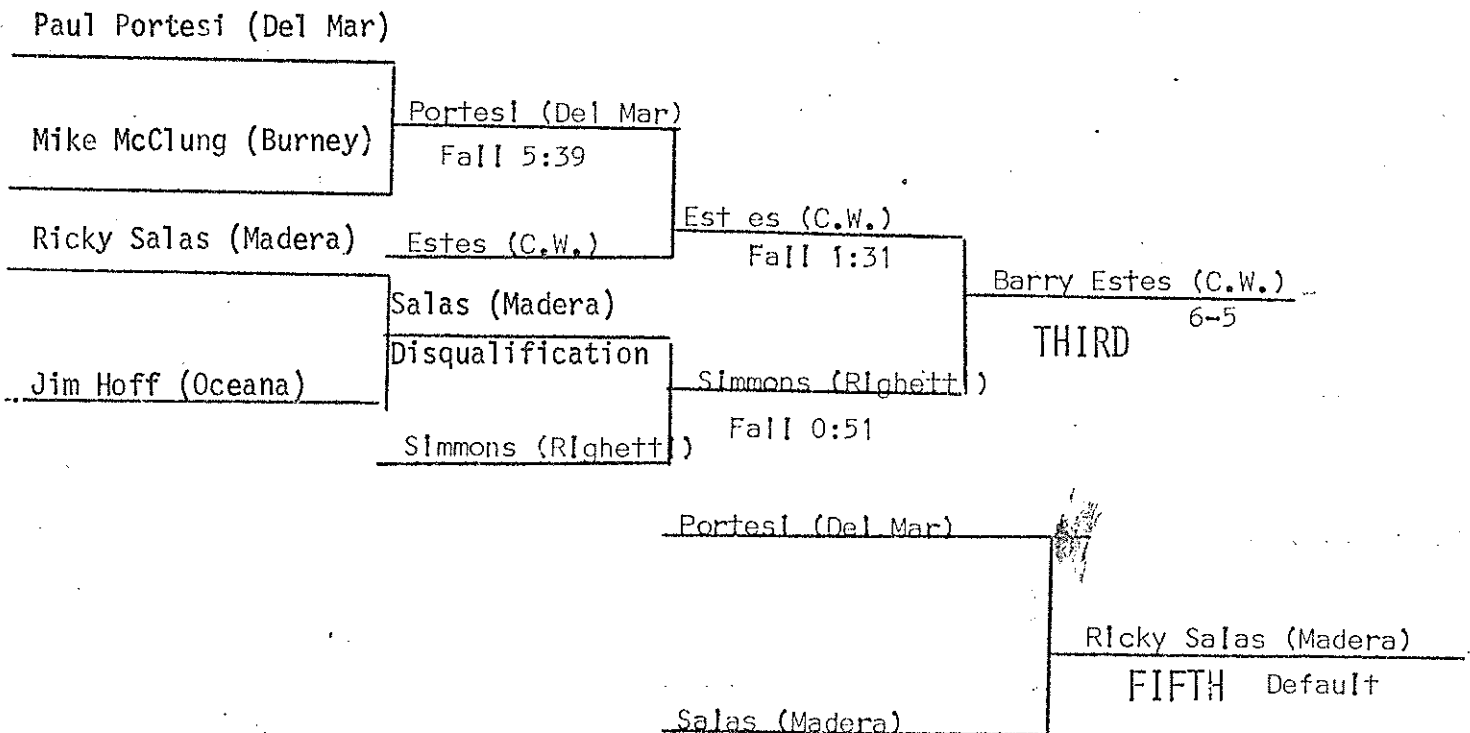 Paul Portesi (Del Mar)
Portesi (Del Mar)
Mike McClung (Burney)
Fall 5:39
Est es (C.W.)
Ricky Salas (Madera)
Estes (C.W.)
Fall 1:31
Barry Estes (C.W.)
6-5
Salas (Madera)
THIRD
Disqualification
Jim Hoff (Oceana)
Simmons (Righetti)
Fall 0:51
Simmons (Righetti)
Portesi (Del Mar)
Ricky Salas (Madera)
FIFTH Default
Salas (Madera)